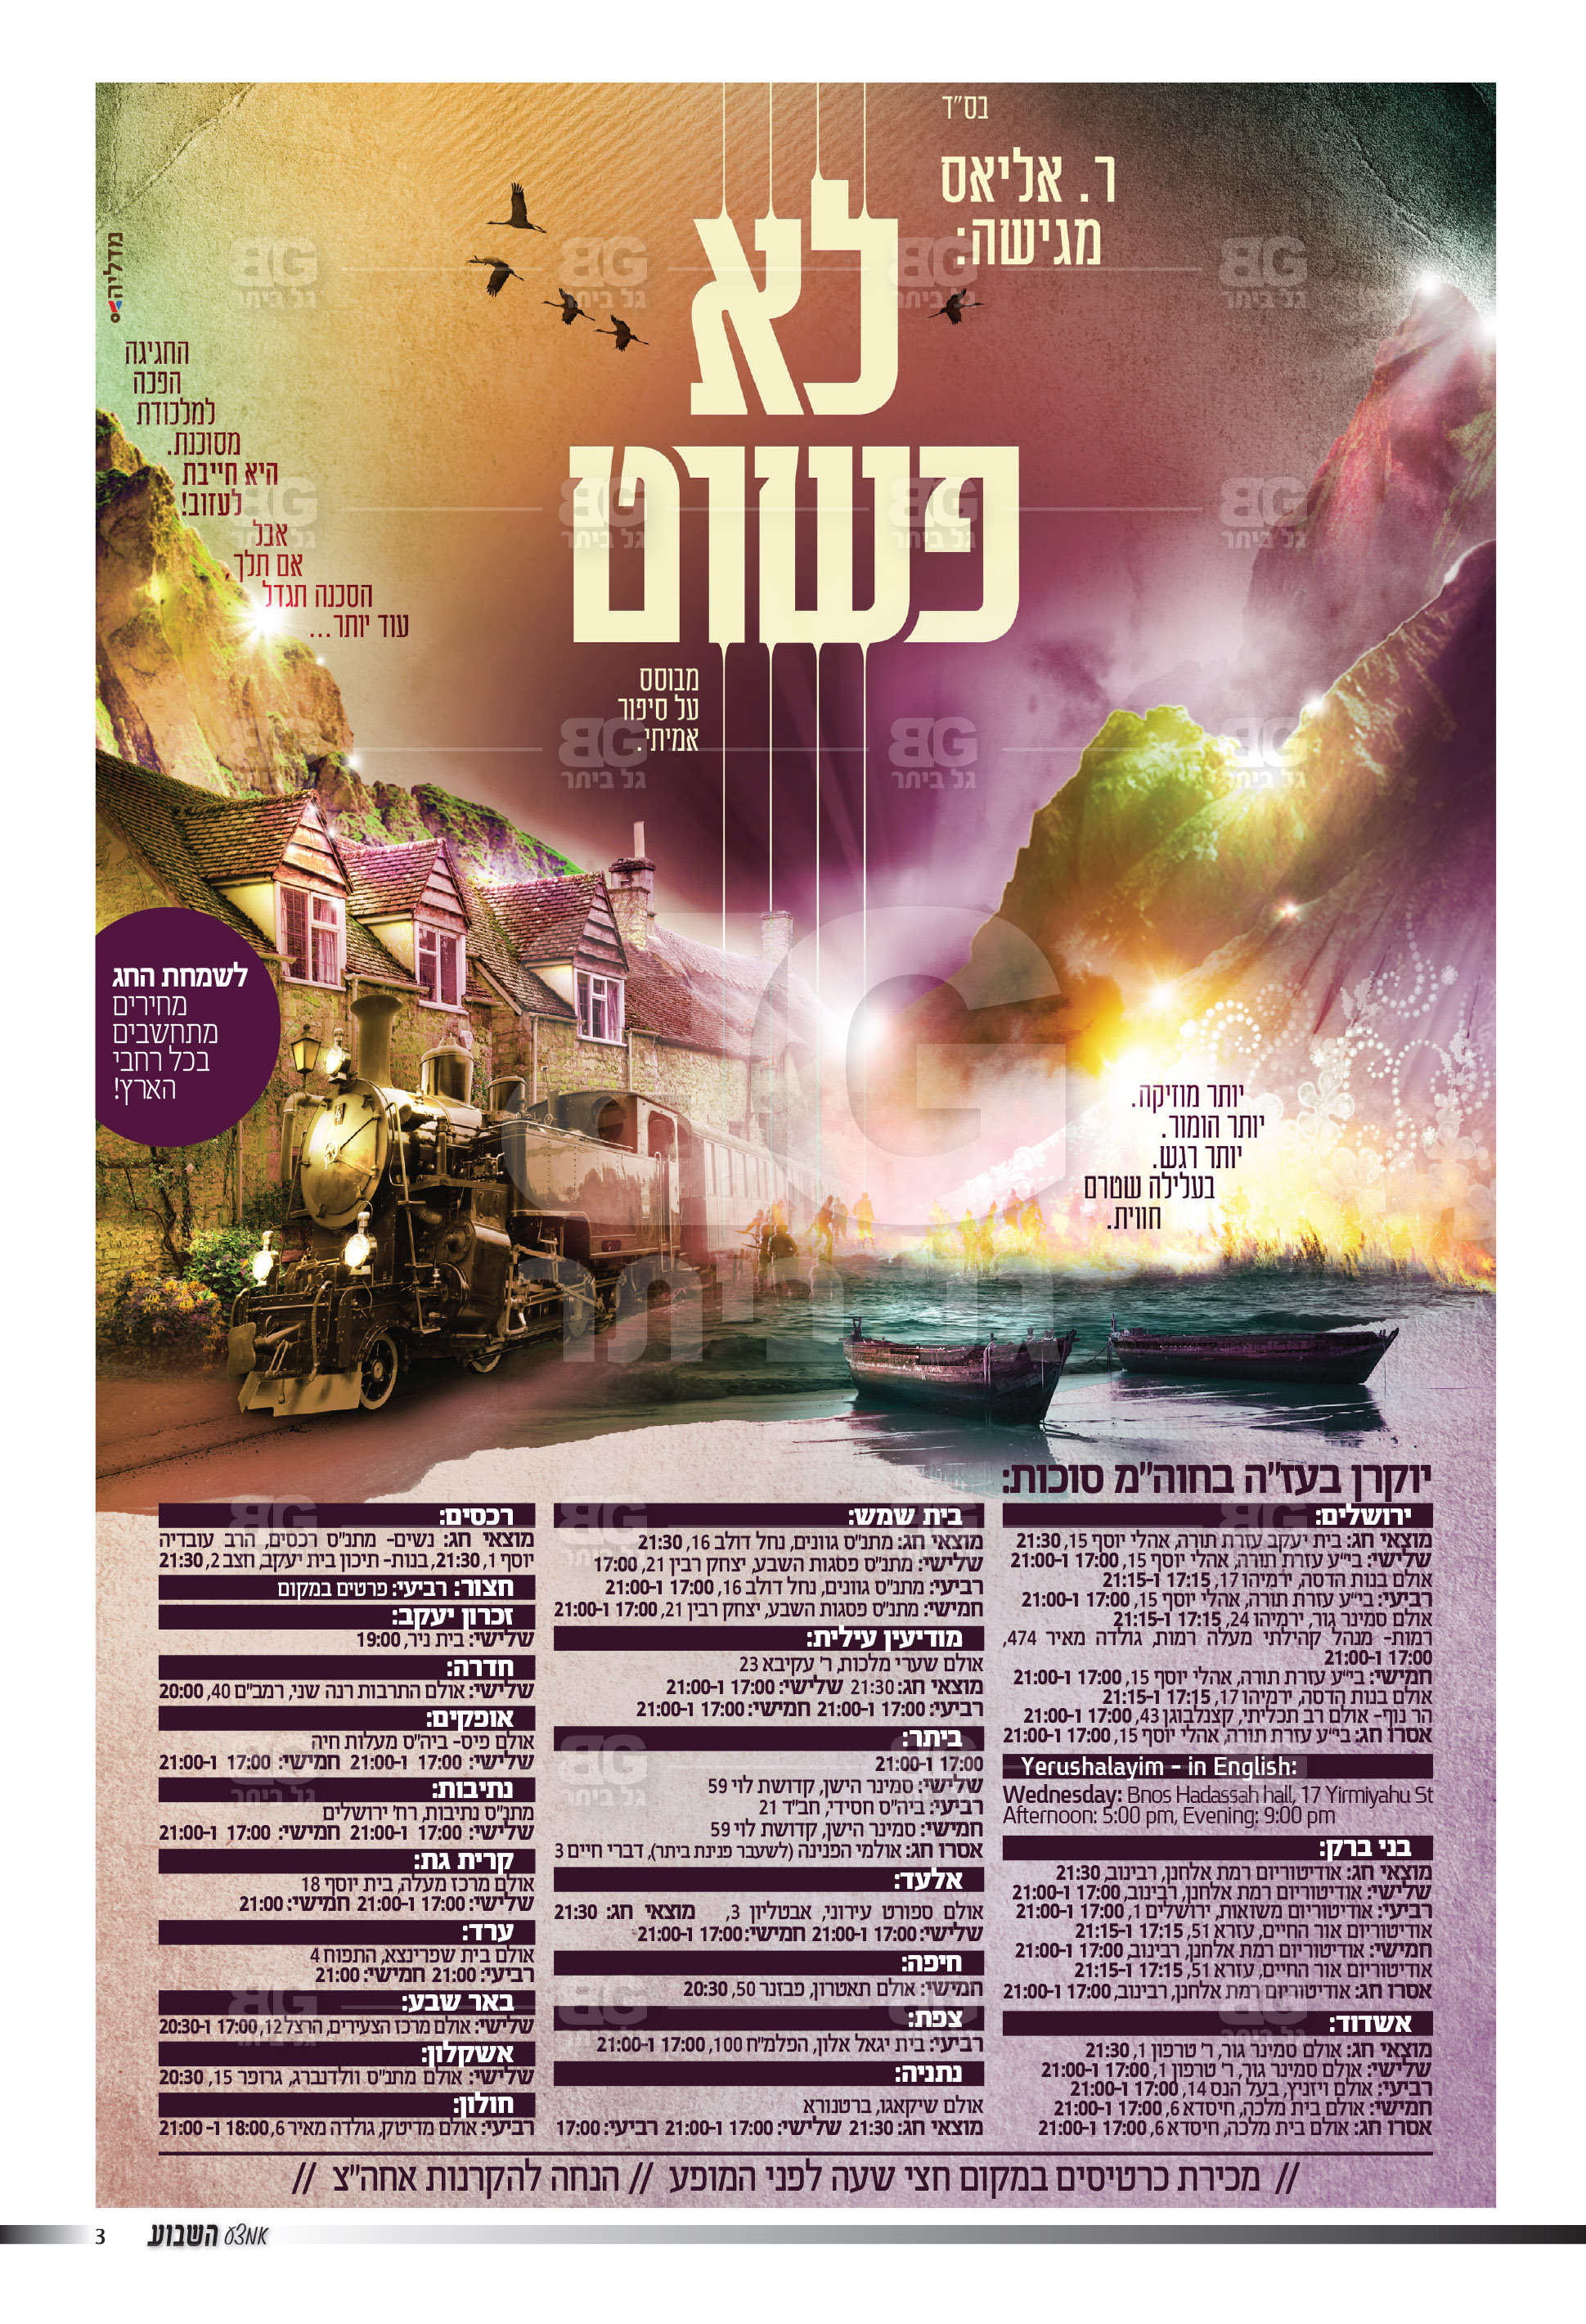 בס"ד
ר. אליאס
מגישה:
לא
פשוט
מבוסס
על סיפור
אמיתי.
מדליה
החגיגה
הפכה
למלכודת
מסוכנת.
היא חייבת
לעזוב!
אבל
אם תלך,
הסכנה תגדל
עוד יותר...
לשמחת החג
מחירים
מתחשבים
בכל רחבי
הארץ!
יותר מוזיקה.
יותר הומור.
יותר רגש.
בעלילה שטרם
חווית.
יוקרן בעז"ה בחוה"מ סוכות:
ירושלים:
מוצאי חג: בית יעקב עזרת תורה, אהלי יוסף 15, 21:30
שלישי: בי"ע עזרת תורה, אהלי יוסף 15, 17:00 ו-21:00
אולם בנות הדסה, ירמיהו 17, 17:15 ו-21:15
רביעי: בי"ע עזרת תורה, אהלי יוסף 15, 17:00 ו-21:00
אולם סמינר גור, ירמיהו 24, 17:15 ו-21:15
רמות- מנהל קהילתי מעלה רמות, גולדה מאיר 474,
17:00 ו-21:00
חמישי: בי"ע עזרת תורה, אהלי יוסף 15, 17:00 ו-21:00
אולם בנות הדסה, ירמיהו 17, 17:15 ו-21:15
הר נוף- אולם רב תכליתי, קצנלבוגן 43, 17:00 ו-21:00
אסרו חג: בי"ע עזרת תורה, אהלי יוסף 15, 17:00 ו-21:00
Yerushalayim - in English:
Wednesday: Bnos Hadassah hall, 17 Yirmiyahu St
Afternoon: 5:00 pm, Evening: 9:00 pm
בני ברק:
מוצאי חג: אודיטוריום רמת אלחנן, רבינוב, 21:30
שלישי: אודיטוריום רמת אלחנן, רבינוב, 17:00 ו-21:00
רביעי: אודיטוריום משואות, ירושלים 1, 17:00 ו-21:00
אודיטוריום אור החיים, עזרא 51, 17:15 ו-21:15
חמישי: אודיטוריום רמת אלחנן, רבינוב, 17:00 ו-21:00
אודיטוריום אור החיים, עזרא 51, 17:15 ו-21:15
אסרו חג: אודיטוריום רמת אלחנן, רבינוב, 17:00 ו-21:00
אשדוד:
מוצאי חג: אולם סמינר גור, ר' טרפון 1, 21:30
שלישי: אולם סמינר גור, ר' טרפון 1, 17:00 ו-21:00
רביעי: אולם ויזניץ, בעל הנס 14, 17:00 ו-21:00
חמישי: אולם בית מלכה, חיסדא 6, 17:00 ו-21:00
אסרו חג: אולם בית מלכה, חיסדא 6, 17:00 ו-21:00
בית שמש:
מוצאי חג: מתנ"ס גוונים, נחל דולב 16, 21:30
שלישי: מתנ"ס פסגות השבע, יצחק רבין 21, 17:00
רביעי: מתנ"ס גוונים, נחל דולב 16, 17:00 ו-21:00
חמישי: מתנ"ס פסגות השבע, יצחק רבין 21, 17:00 ו-21:00
מודיעין עילית:
אולם שערי מלכות, ר' עקיבא 23
מוצאי חג: 21:30 שלישי: 17:00 ו-21:00
רביעי: 17:00 ו-21:00 חמישי: 17:00 ו-21:00
ביתר:
17:00 ו-21:00
שלישי: סמינר הישן, קדושת לוי 59
רביעי: ביה"ס חסידי, חב"ד 21
חמישי: סמינר הישן, קדושת לוי 59
אסרו חג: אולמי הפנינה (לשעבר פנינת ביתר), דברי חיים 3
אלעד:
אולם ספורט עירוני, אבטליון 3, מוצאי חג: 21:30
שלישי: 17:00 ו-21:00 חמישי: 17:00 ו-21:00
חיפה:
חמישי: אולם תאטרון, פבזנר 50, 20:30
צפת:
רביעי: בית יגאל אלון, הפלמ"ח 100, 17:00 ו-21:00
נתניה:
אולם שיקאגו, ברטנורא
מוצאי חג: 21:30 שלישי: 17:00 ו-21:00 רביעי: 17:00
רכסים:
מוצאי חג: נשים- מתנ"ס רכסים, הרב עובדיה
יוסף 1, 21:30, בנות- תיכון בית יעקב, חצב 2, 21:30
חצור: רביעי: פרטים במקום
זכרון יעקב:
שלישי: בית ניר, 19:00
חדרה:
שלישי: אולם התרבות רנה שני, רמב"ם 40, 20:00
אופקים:
אולם פיס- ביה"ס מעלות חיה
שלישי: 17:00 ו-21:00 חמישי: 17:00 ו-21:00
נתיבות:
מתנ"ס נתיבות, רח' ירושלים
שלישי: 17:00 ו-21:00 חמישי: 17:00 ו-21:00
קרית גת:
אולם מרכז מעלה, בית יוסף 18
שלישי: 17:00 ו-21:00 חמישי: 21:00
ערד:
אולם בית שפרינצא, התפוח 4
רביעי: 21:00 חמישי: 21:00
באר שבע:
שלישי: אולם מרכז הצעירים, הרצל 12, 17:00 ו-20:30
אשקלון:
שלישי: אולם מתנ"ס וולדנברג, גרופר 15, 20:30
חולון:
רביעי: אולם מדיטק, גולדה מאיר 6, 18:00 ו- 21:00
// מכירת כרטיסים במקום חצי שעה לפני המופע // הנחה להקרנות אחה"צ //
אמצע השבוע 3
BG
גל ביתר